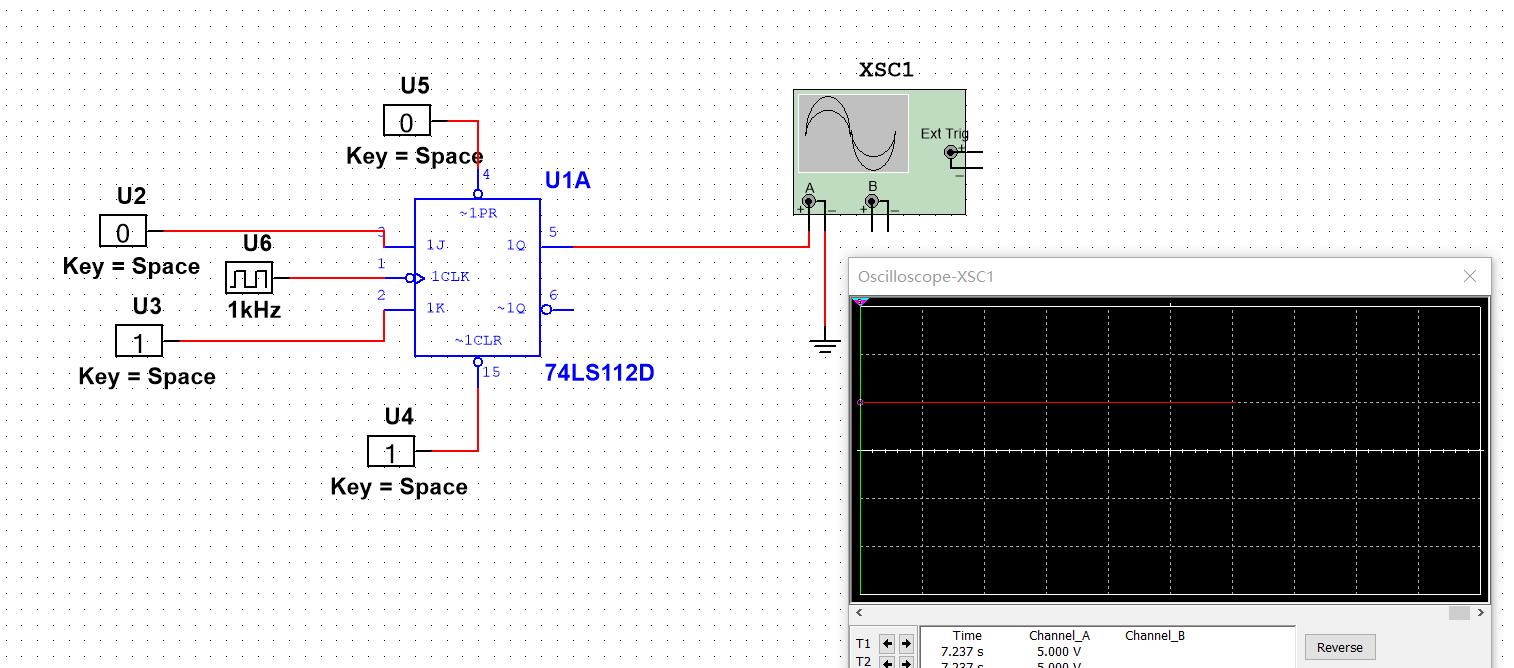 XSC1
U5
0
Key = Space
Ext Trig
+
−
A
B
+
−
+
−
4
U1A
U2
0
Key = Space
~1PR
3
1J
1Q
5
U6
1kHz
1
1CLK
2
1K
~1Q
6
U3
1
Key = Space
~1CLR
15
74LS112D
U4
1
Key = Space
Oscilloscope-XSC1
Time Channel_A Channel_B
T1 7.237 s 5.000 V
T2 7.237 s 5.000 V
Reverse